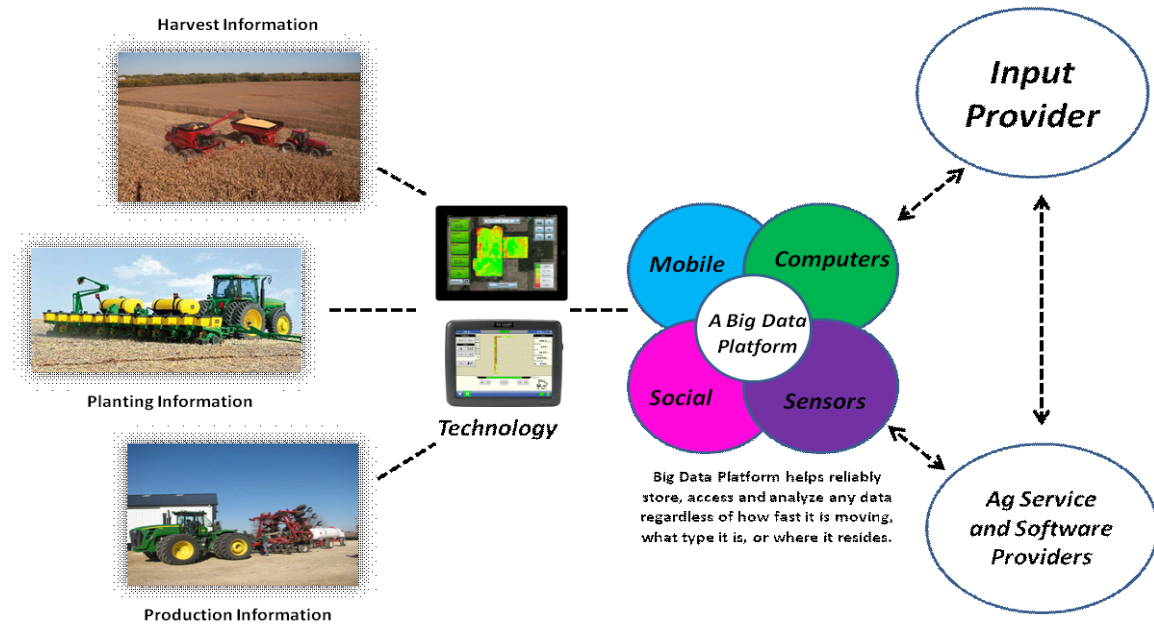 Harvest Information
Planting Information
Production Information
Technology
Mobile
Computers
A Big Data
Platform
Social
Sensors
Big Data Platform helps reliably
store, access and analyze any data
regardless of how fast it is moving,
what type it is, or where it resides.
Input
Provider
Ag Service
and Software
Providers